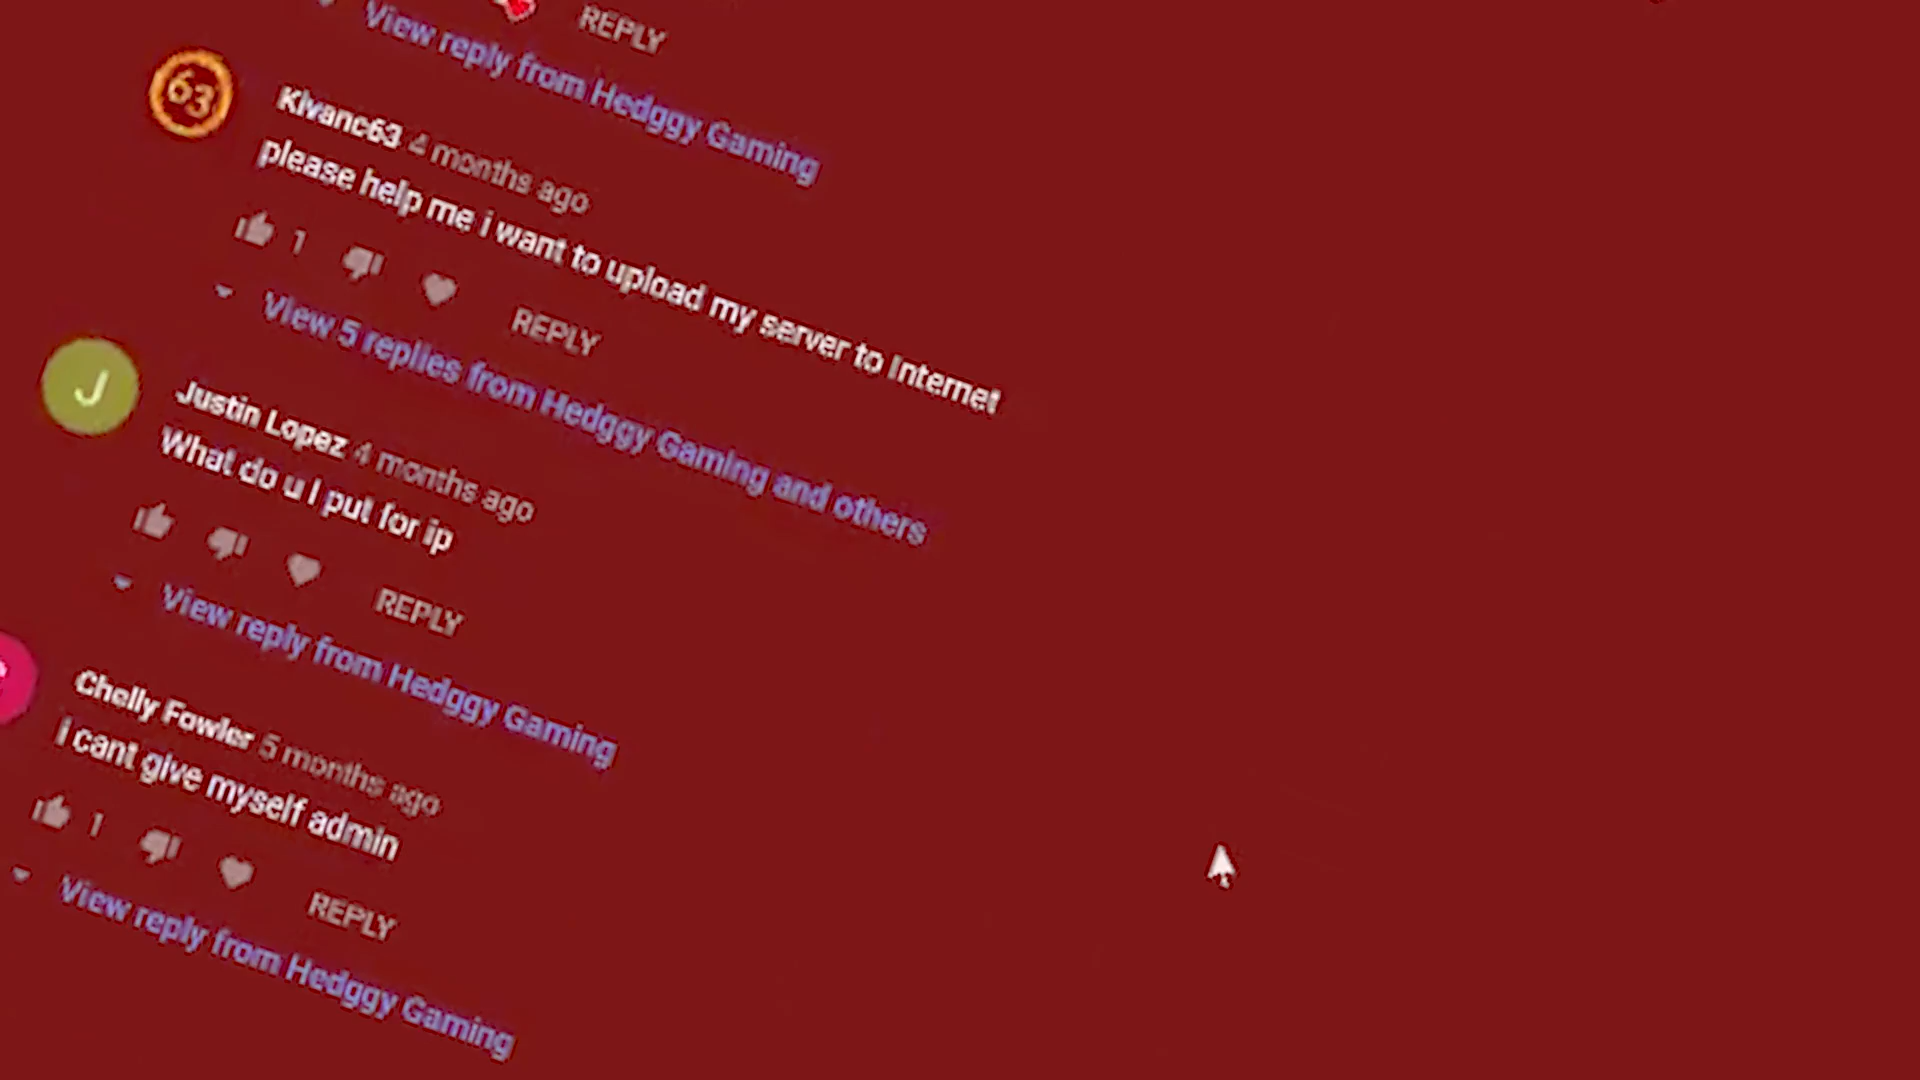 REPLY
View reply from Hedggy Gaming
63
Kivanc63 4 months ago
please help me i want to upload my server to Internet
1
REPLY
View 5 replies from Hedggy Gaming and others
J
Justin Lopez 4 months ago
What do u I put for ip
REPLY
View reply from Hedggy Gaming
Chelly Fowler 5 months ago
I cant give myself admin
1
REPLY
View reply from Hedggy Gaming